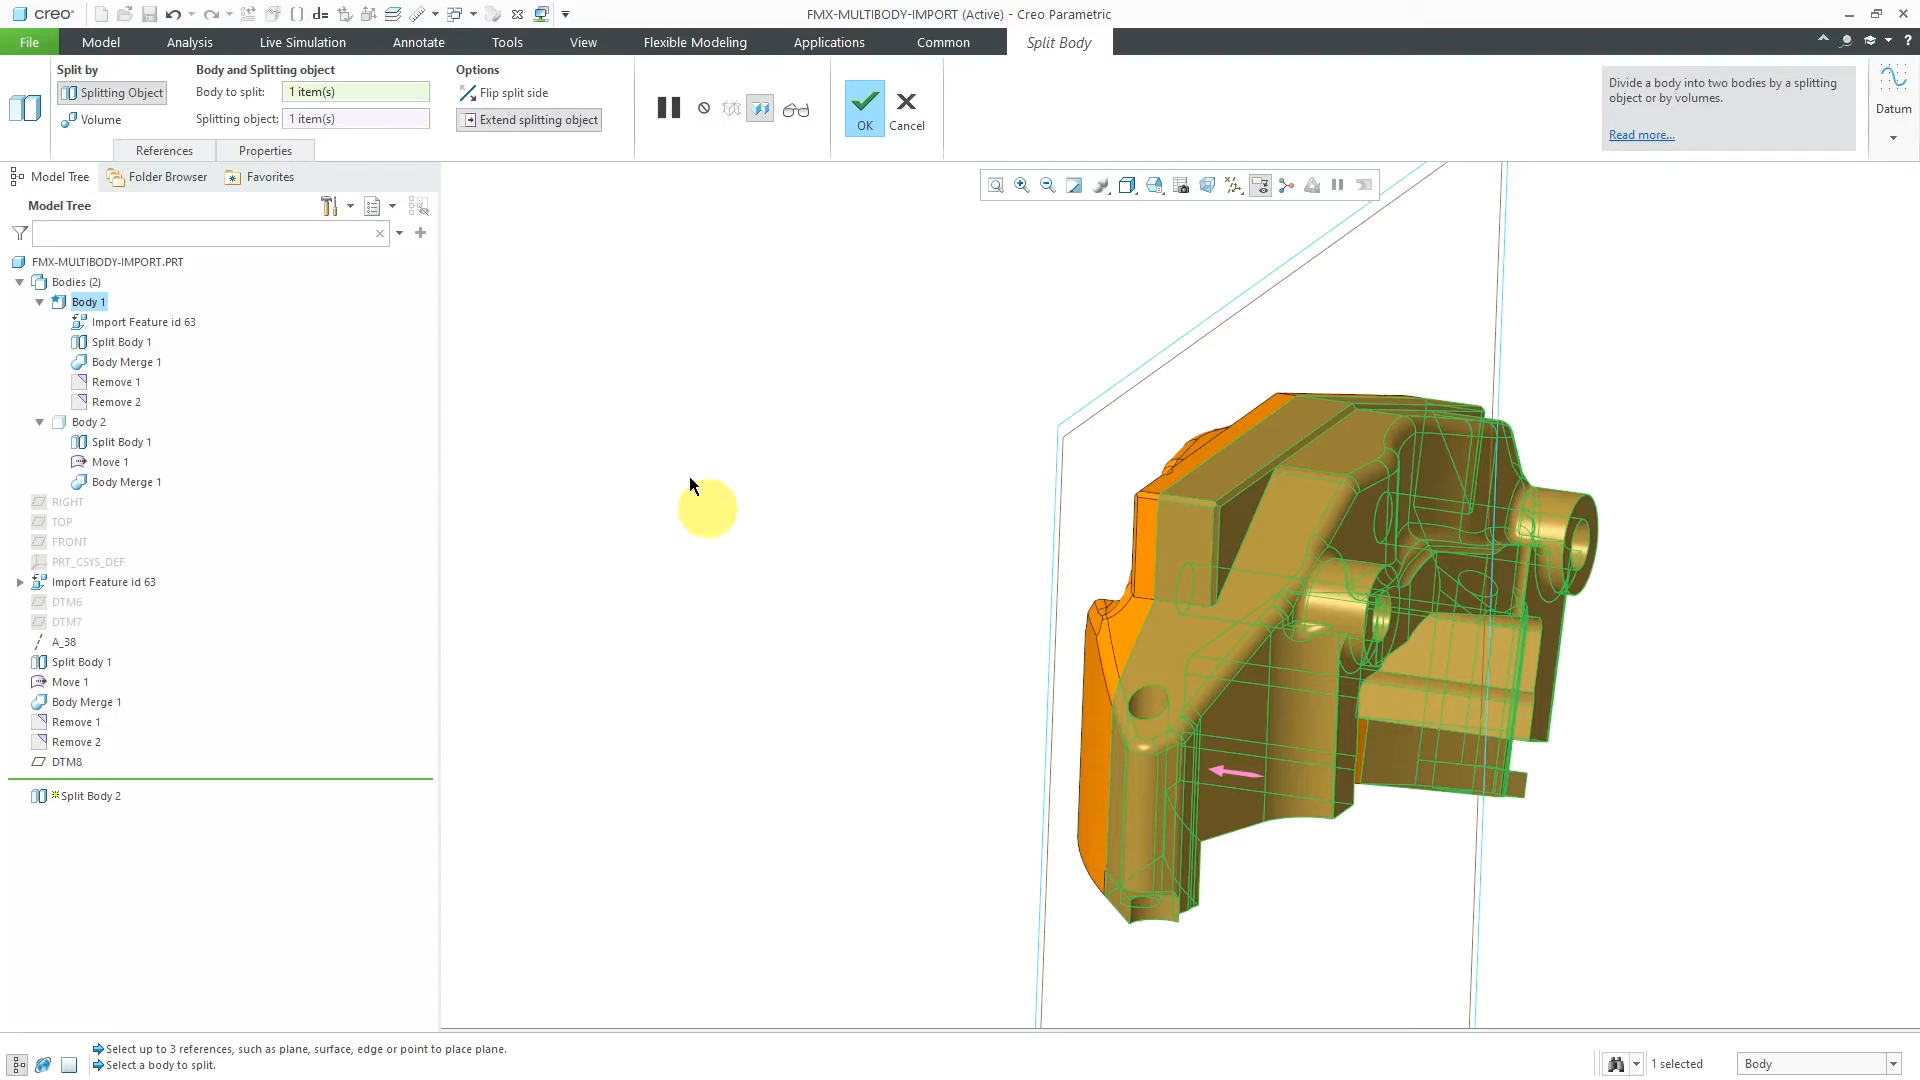 creo
FMX-MULTIBODY-IMPORT (Active) - Creo Parametric
File
Model
Analysis
Live Simulation
Annotate
Tools
View
Flexible Modeling
Applications
Common
Split Body
Split by
Splitting Object
Volume
Body and Splitting object
Body to split: 1 item(s)
Splitting object: 1 item(s)
Options
Flip split side
Extend splitting object
OK
Cancel
Divide a body into two bodies by a splitting
object or by volumes.
Read more...
Datum
References
Properties
Model Tree
Folder Browser
Favorites
Model Tree
FMX-MULTIBODY-IMPORT.PRT
Bodies (2)
Body 1
Import Feature id 63
Split Body 1
Body Merge 1
Remove 1
Remove 2
Body 2
Split Body 1
Move 1
Body Merge 1
RIGHT
TOP
FRONT
PRT_CSYS_DEF
Import Feature id 63
DTM6
DTM7
A_38
Split Body 1
Move 1
Body Merge 1
Remove 1
Remove 2
DTM8
Split Body 2
Select up to 3 references, such as plane, surface, edge or point to place plane.
Select a body to split.
1 selected
Body